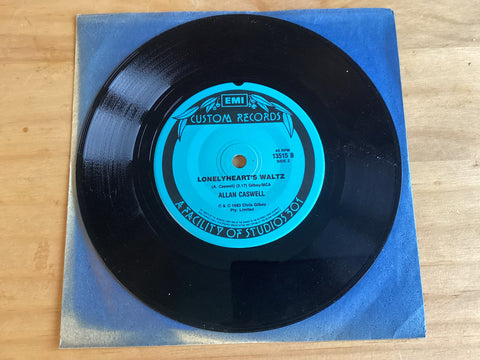 EMI
CUSTOM RECORDS
45 RPM
13515 B
SIDE 2
LONELYHEART'S WALTZ
(A. Caswell) (3.17) Gilbey/MCA
ALLAN CASWELL
℗ & © 1983 Chris Gilbey
Pty. Limited
A FACILITY OF STUDIOS 301